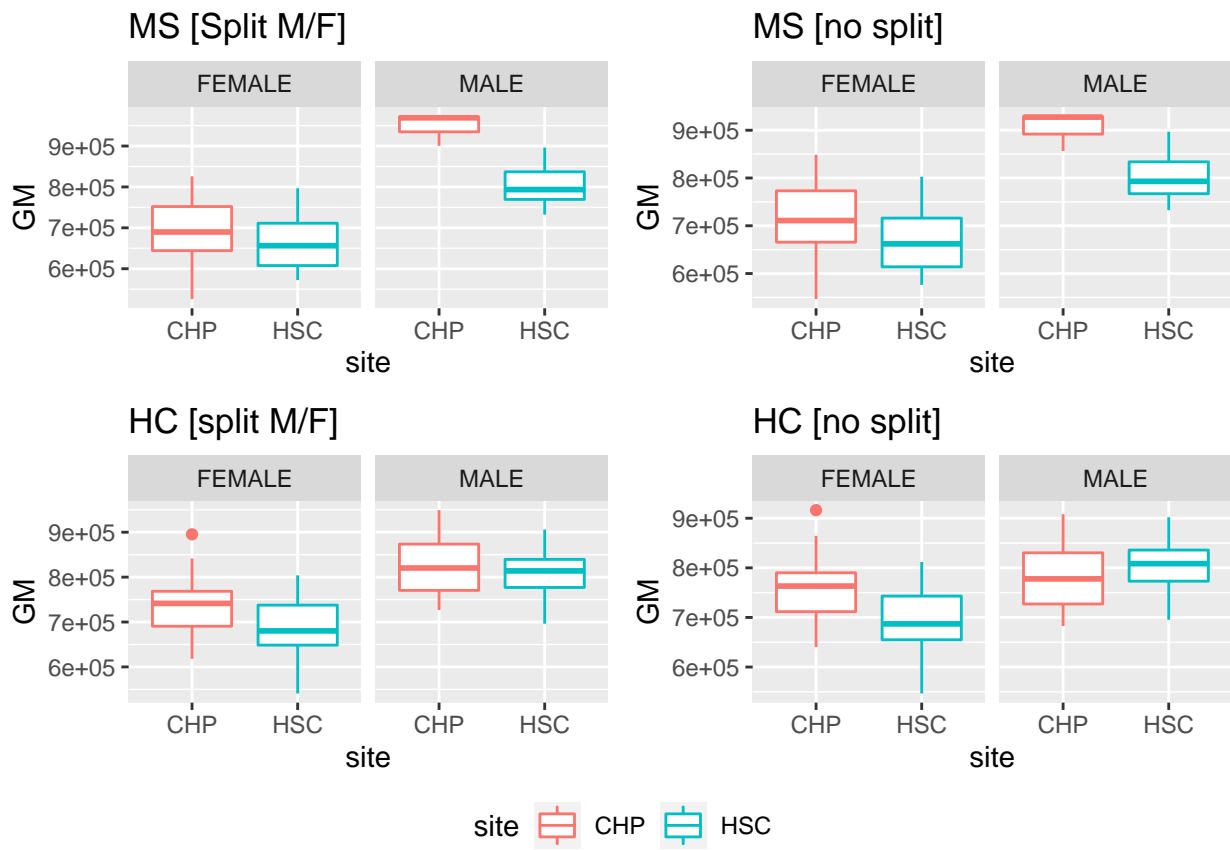 MS [Split M/F]
MS [no split]
FEMALE MALE
FEMALE MALE
GM
9e+05
8e+05
7e+05
6e+05
GM
9e+05
8e+05
7e+05
6e+05
CHP HSC CHP HSC
CHP HSC CHP HSC
site
site
HC [split M/F]
HC [no split]
FEMALE MALE
FEMALE MALE
GM
9e+05
8e+05
7e+05
6e+05
GM
9e+05
8e+05
7e+05
6e+05
CHP HSC CHP HSC
CHP HSC CHP HSC
site
site
site CHP HSC